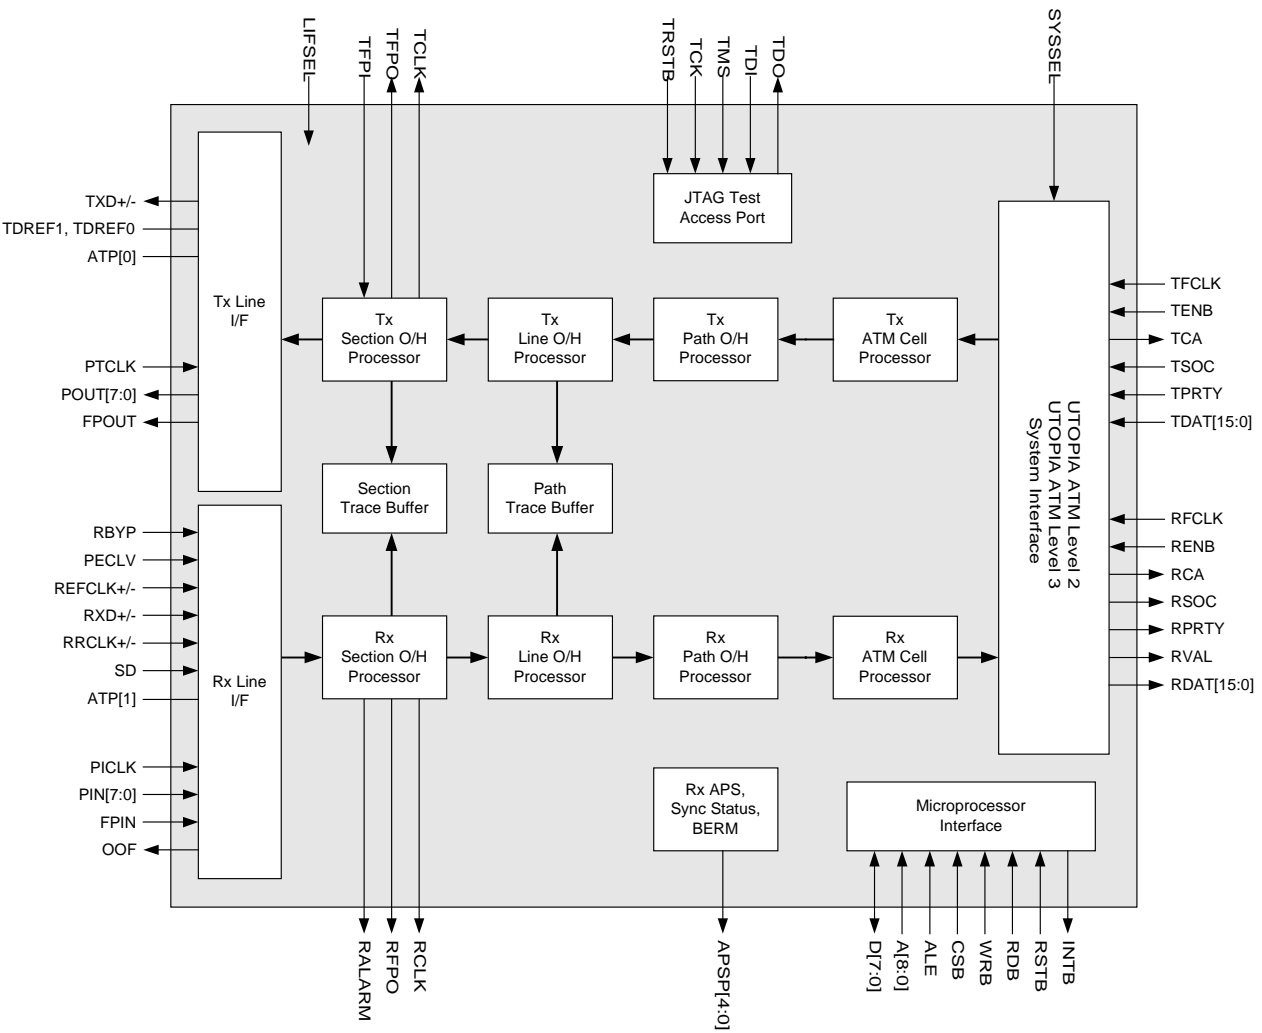 LIFSEL
TFPI
TFPO
TCLK
TRSTB
TCK
TMS
TDI
TDO
SYSSEL
JTAG Test
Access Port
TXD+/-
TDREF1, TDREF0
ATP[0]
PTCLK
POUT[7:0]
FPOUT
Tx Line
I/F
Tx
Section O/H
Processor
Tx
Line O/H
Processor
Tx
Path O/H
Processor
Tx
ATM Cell
Processor
UTOPIA ATM Level 2
UTOPIA ATM Level 3
System Interface
TFCLK
TENB
TCA
TSOC
TPRTY
TDAT[15:0]
Section
Trace Buffer
Path
Trace Buffer
RBYP
PECLV
REFCLK+/-
RXD+/-
RRCLK+/-
SD
ATP[1]
PICLK
PIN[7:0]
FPIN
OOF
Rx Line
I/F
Rx
Section O/H
Processor
Rx
Line O/H
Processor
Rx
Path O/H
Processor
Rx
ATM Cell
Processor
RFCLK
RENB
RCA
RSOC
RPRTY
RVAL
RDAT[15:0]
Rx APS,
Sync Status,
BERM
Microprocessor
Interface
RALARM
RFPO
RCLK
APSP[4:0]
D[7:0]
A[8:0]
ALE
CSB
WRB
RDB
RSTB
INTB